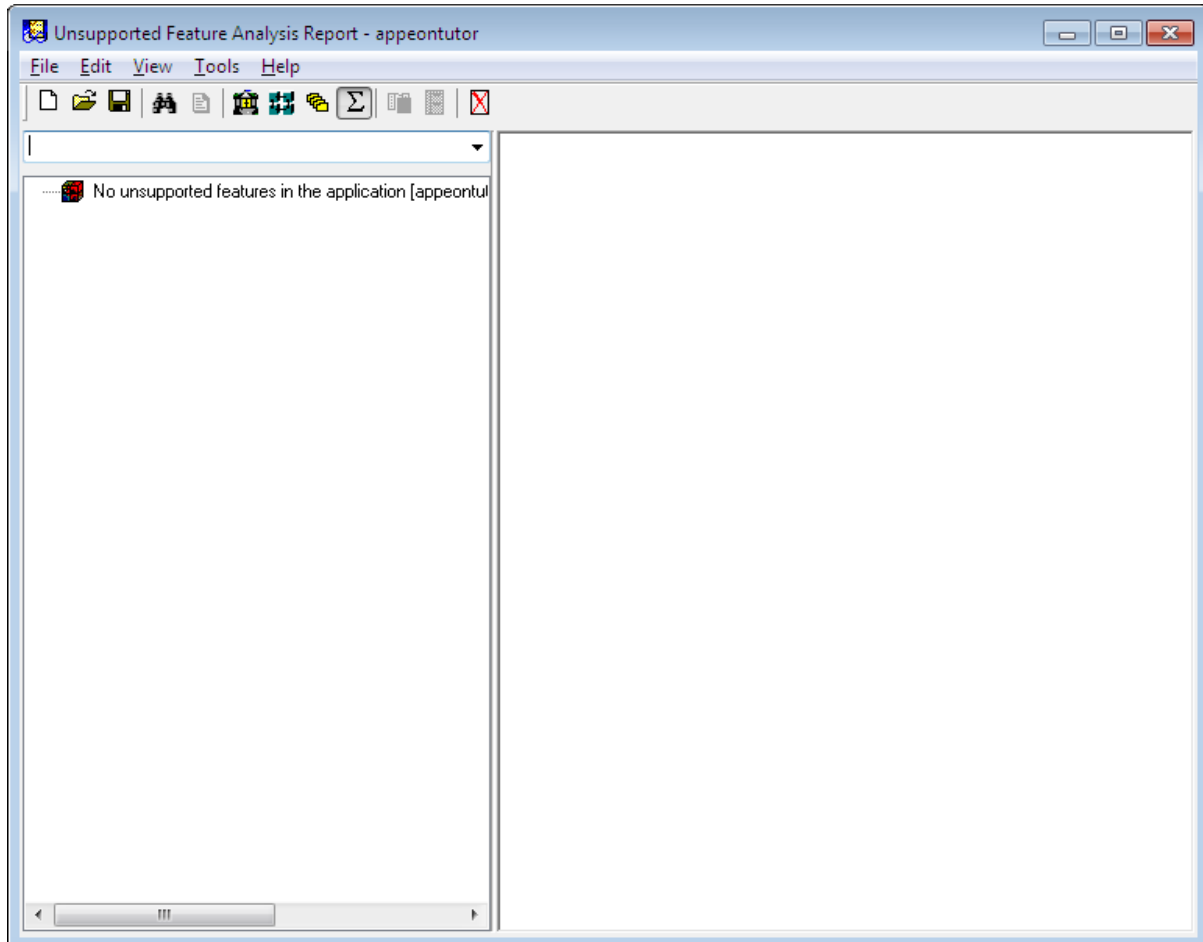 Unsupported Feature Analysis Report - appeontutor
File Edit View Tools Help
Σ
No unsupported features in the application [appeontut